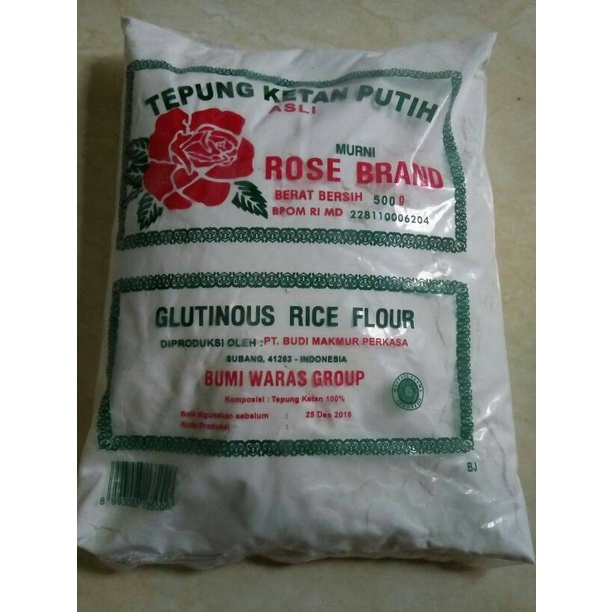 TEPUNG KETAN PUTIH
ASLI
MURNI
ROSE BRAND
BERAT BERSIH 500 g
BPOM RI MD 228110006204
GLUTINOUS RICE FLOUR
DIPRODUKSI OLEH : PT. BUDI MAKMUR PERKASA
SUBANG, 41263 - INDONESIA
BUMI WARAS GROUP
Komposisi : Tepung Ketan 100%
Baik digunakan sebelum : 25 Des 2018
Kode Produksi :
BJ